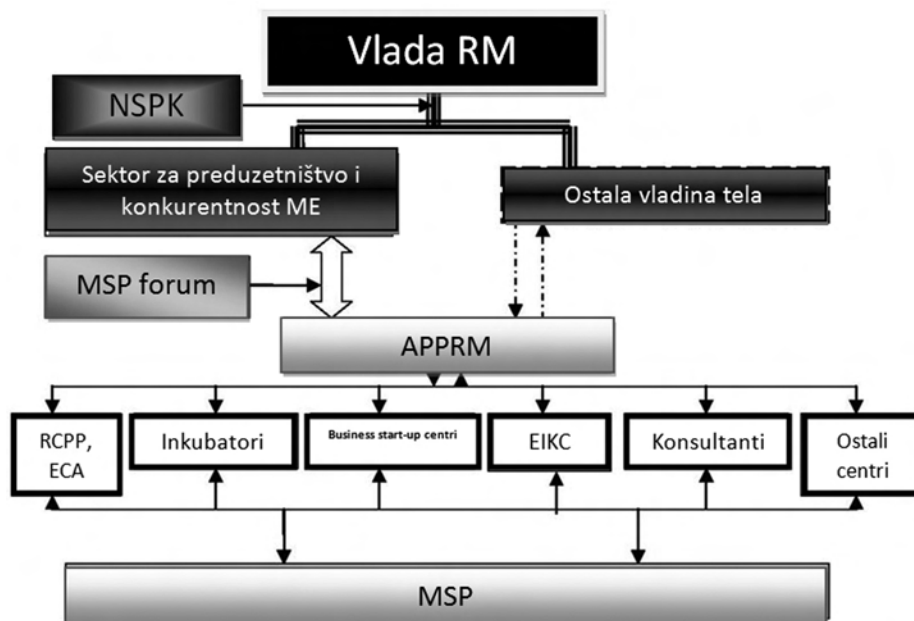 Vlada RM
NSPK
Sektor za preduzetništvo i
konkurentnost ME
Ostala vladina tela
MSP forum
APPRM
RCPP,
ECA
Inkubatori
Business start-up centri
EIKC
Konsultanti
Ostali
centri
MSP